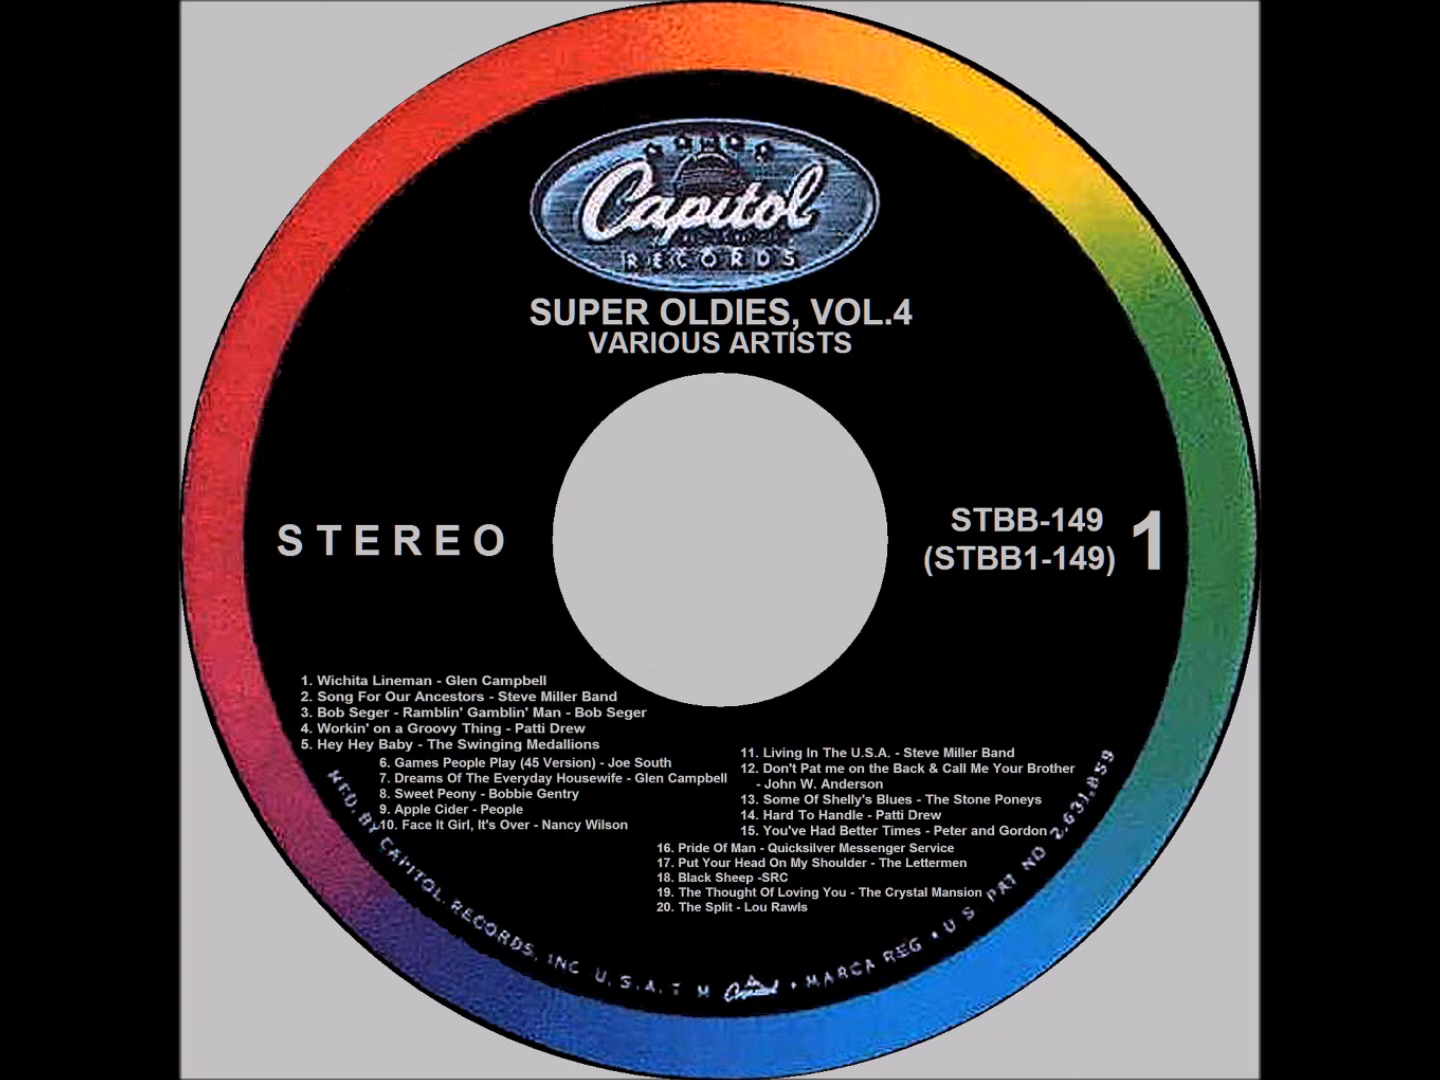 Capitol
RECORDS
SUPER OLDIES, VOL.4
VARIOUS ARTISTS
STEREO
STBB-149
(STBB1-149)
1
1. Wichita Lineman - Glen Campbell
2. Song For Our Ancestors - Steve Miller Band
3. Bob Seger - Ramblin' Gamblin' Man - Bob Seger
4. Workin' on a Groovy Thing - Patti Drew
5. Hey Hey Baby - The Swinging Medallions
6. Games People Play (45 Version) - Joe South
7. Dreams Of The Everyday Housewife - Glen Campbell
8. Sweet Peony - Bobbie Gentry
9. Apple Cider - People
10. Face It Girl, It's Over - Nancy Wilson
11. Living In The U.S.A. - Steve Miller Band
12. Don't Pat me on the Back & Call Me Your Brother
- John W. Anderson
13. Some Of Shelly's Blues - The Stone Poneys
14. Hard To Handle - Patti Drew
15. You've Had Better Times - Peter and Gordon
16. Pride Of Man - Quicksilver Messenger Service
17. Put Your Head On My Shoulder - The Lettermen
18. Black Sheep -SRC
19. The Thought Of Loving You - The Crystal Mansion
20. The Split - Lou Rawls
MFD. BY CAPITOL RECORDS, INC. U.S.A. T M Capitol • MARCA REG • U S PAT NO 2,631,859